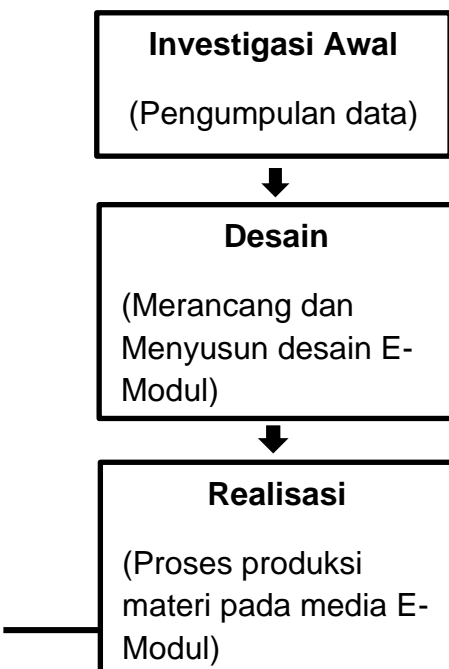 Investigasi Awal
(Pengumpulan data)
Desain
(Merancang dan
Menyusun desain E-
Modul)
Realisasi
(Proses produksi
materi pada media E-
Modul)